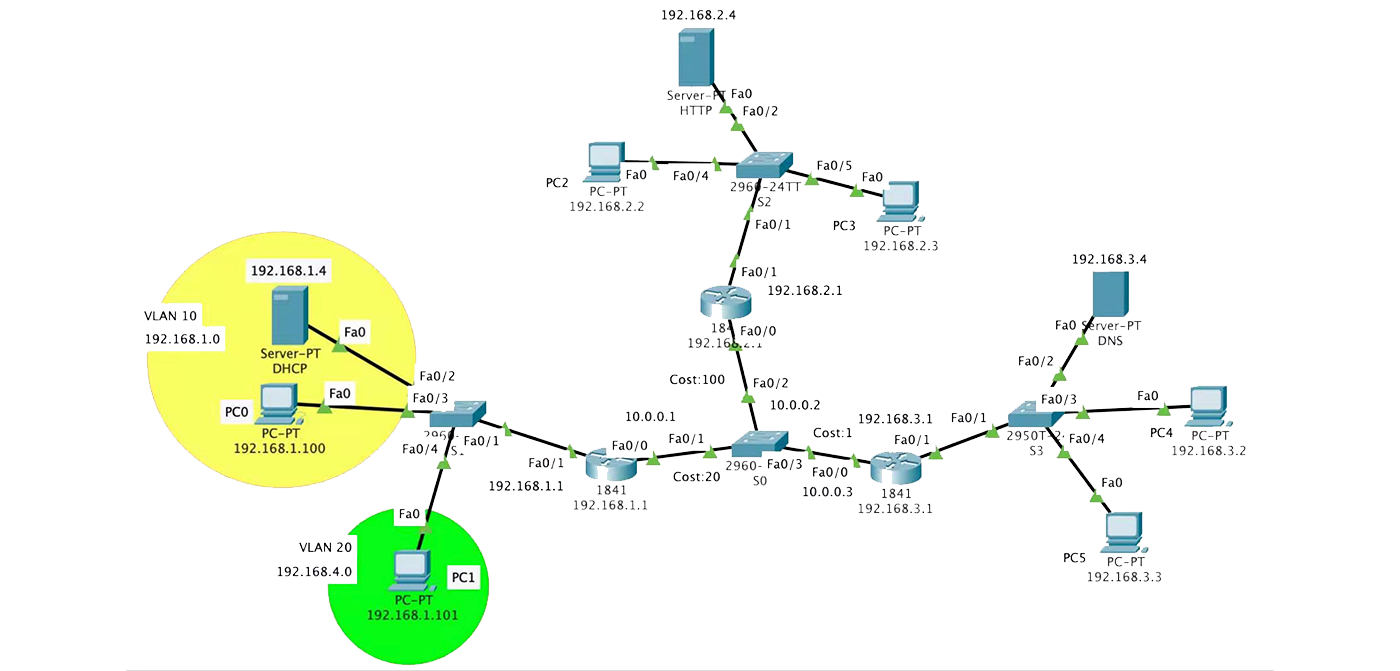 192.168.2.4
Server-PT
HTTP
Fa0
Fa0/2
PC2
Fa0
Fa0/4
PC-PT
192.168.2.2
2960-24TT
S2
Fa0/5
Fa0
PC3
PC-PT
192.168.2.3
Fa0/1
Fa0/1
192.168.2.1
Fa0/0
192.168.2.1
Cost:100
Fa0/2
10.0.0.2
VLAN 10
192.168.1.0
192.168.1.4
Fa0
Server-PT
DHCP
PC0
Fa0
PC-PT
192.168.1.100
Fa0/2
Fa0/3
Fa0/1
Fa0/4
Fa0/1
192.168.1.1
10.0.0.1
Fa0/0
1841
192.168.1.1
Fa0/1
Cost:20
2960-
S0
Fa0/3
Cost:1
Fa0/0
10.0.0.3
192.168.3.1
Fa0/1
1841
192.168.3.1
Fa0/1
192.168.3.4
Fa0
Server-PT
DNS
Fa0/2
Fa0/3
S3
Fa0/4
Fa0
PC4
PC-PT
192.168.3.2
Fa0
PC5
PC-PT
192.168.3.3
Fa0
VLAN 20
192.168.4.0
PC1
PC-PT
192.168.1.101